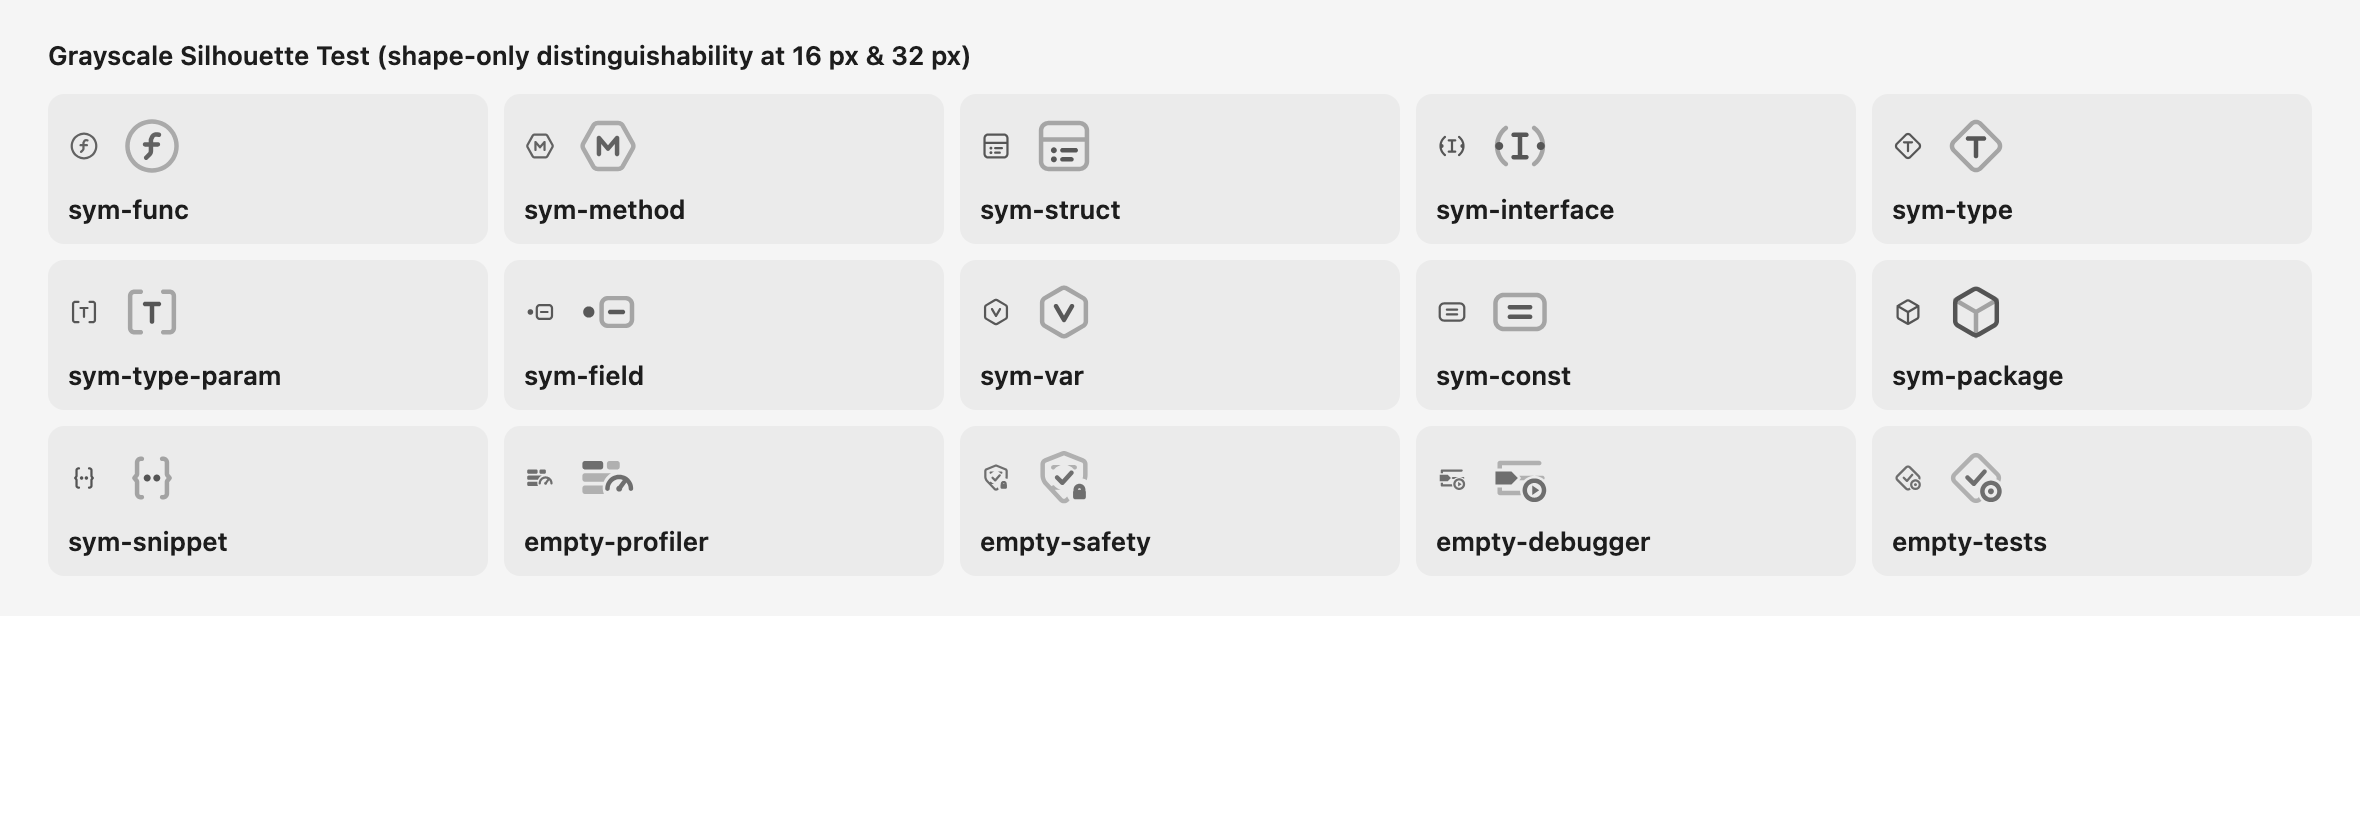 Grayscale Silhouette Test (shape-only distinguishability at 16 px & 32 px)
f f M M I I T T
sym-func sym-method sym-struct sym-interface sym-type
[T] [T] V V = =
sym-type-param sym-field sym-var sym-const sym-package
{··} {··}
sym-snippet empty-profiler empty-safety empty-debugger empty-tests